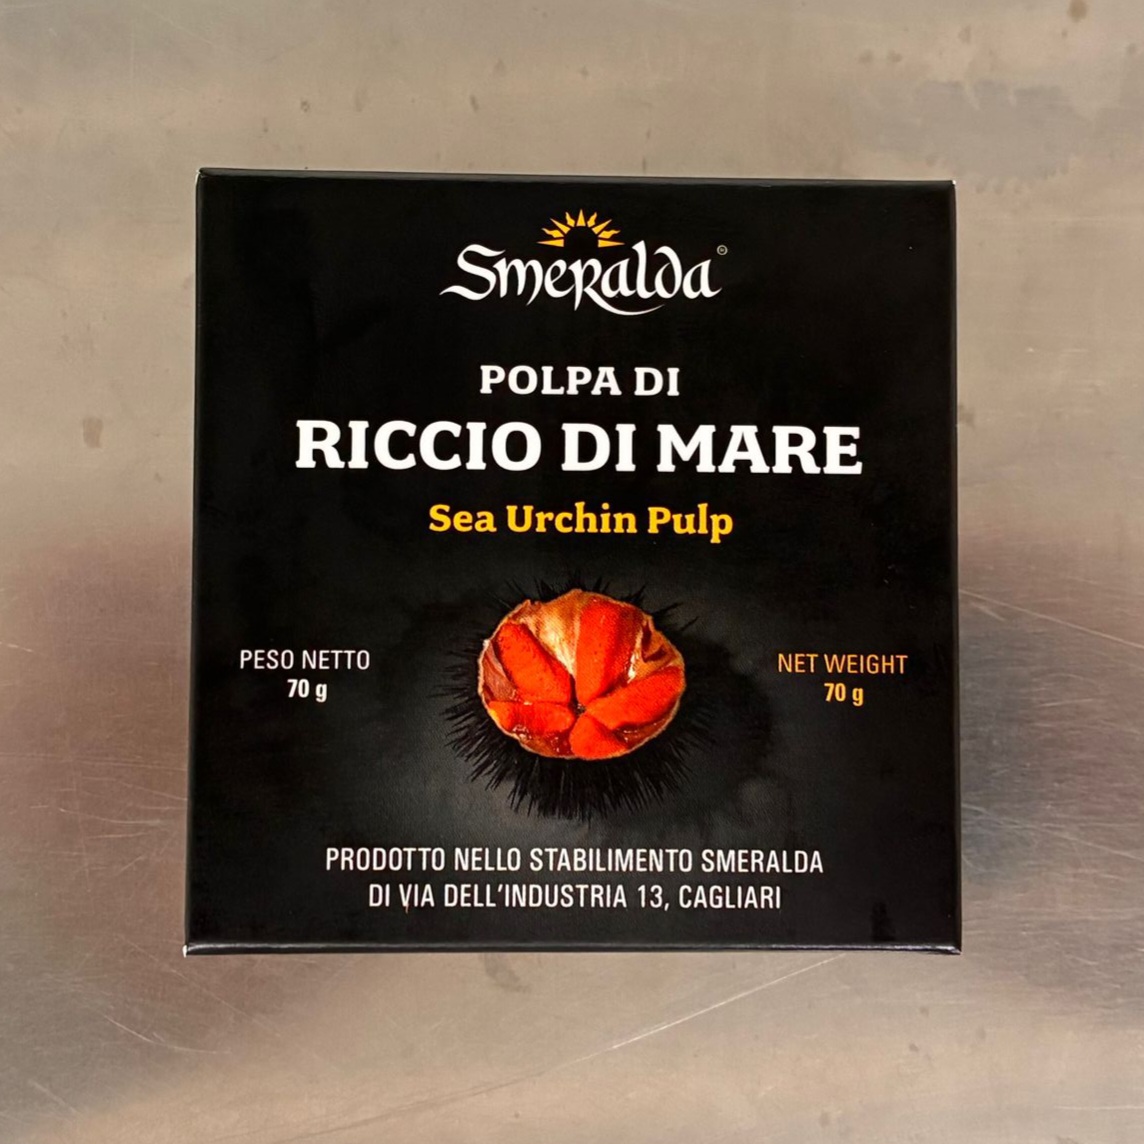 Smeralda
POLPA DI
RICCIO DI MARE
Sea Urchin Pulp
PESO NETTO
70 g
NET WEIGHT
70 g
PRODOTTO NELLO STABILIMENTO SMERALDA
DI VIA DELL'INDUSTRIA 13, CAGLIARI